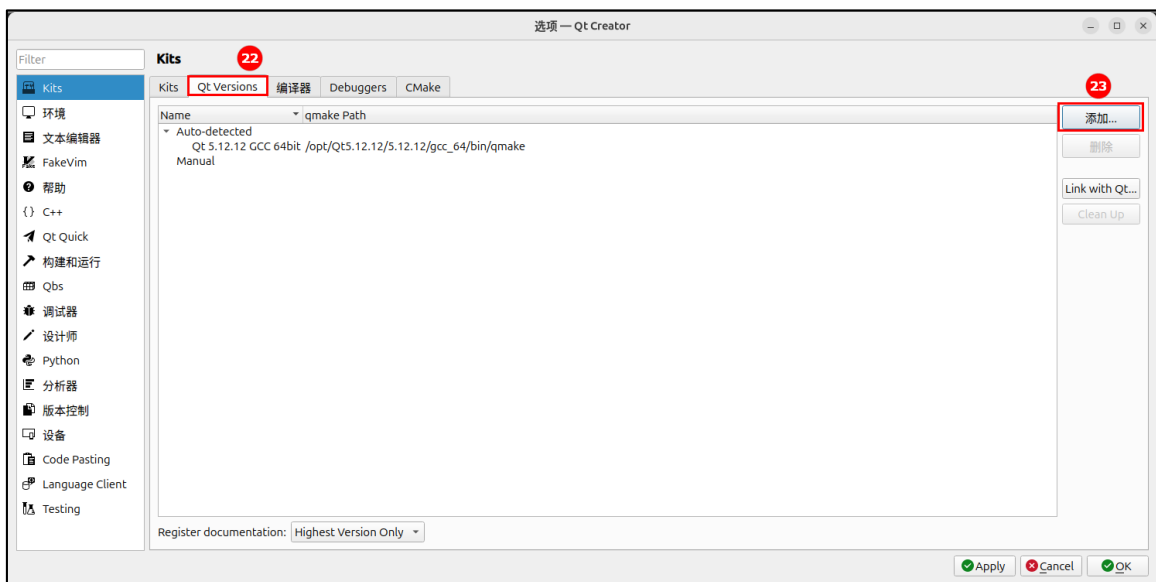 选项 — Qt Creator
Filter
Kits
环境
文本编辑器
FakeVim
帮助
{} C++
Qt Quick
构建和运行
Qbs
调试器
设计师
Python
分析器
版本控制
设备
Code Pasting
Language Client
Testing
Kits
22
Kits Qt Versions 编译器 Debuggers CMake
Name qmake Path
Auto-detected
Qt 5.12.12 GCC 64bit /opt/Qt5.12.12/5.12.12/gcc_64/bin/qmake
Manual
23
添加...
删除
Link with Qt...
Clean Up
Register documentation: Highest Version Only
Apply Cancel OK